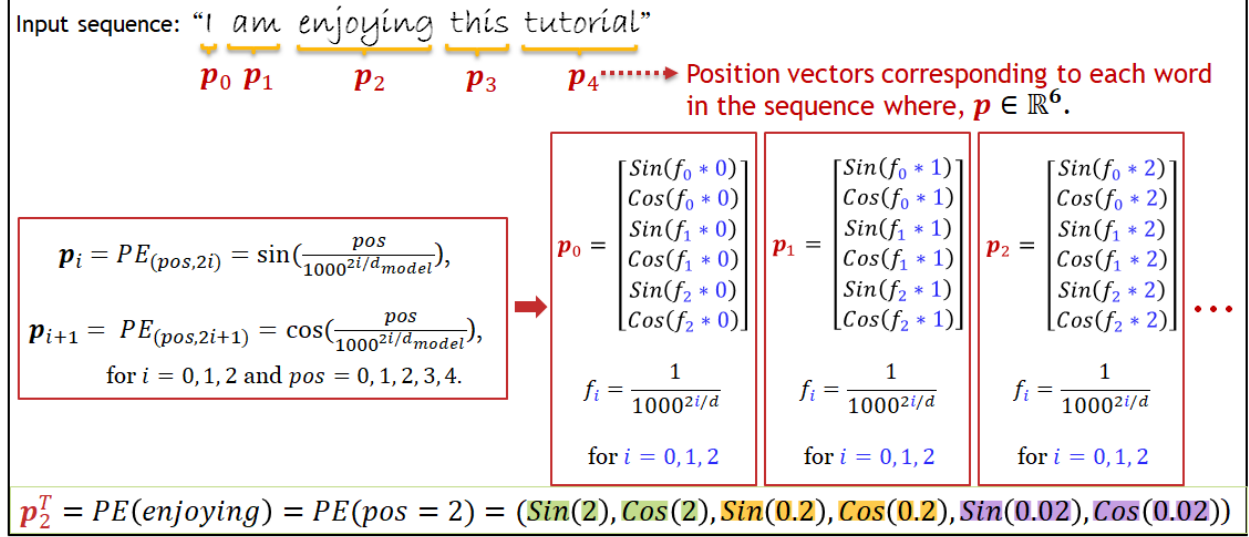 Input sequence: “I am enjoying this tutorial”
p₀ p₁ p₂ p₃ p₄ Position vectors corresponding to each word
in the sequence where, p ∈ ℝ⁶.
pᵢ = PE₍pos,2i₎ = sin(pos/1000^(2i/d_model)),
pᵢ₊₁ = PE₍pos,2i+1₎ = cos(pos/1000^(2i/d_model)),
for i = 0, 1, 2 and pos = 0, 1, 2, 3, 4.
p₀ =
Sin(f₀ * 0)
Cos(f₀ * 0)
Sin(f₁ * 0)
Cos(f₁ * 0)
Sin(f₂ * 0)
Cos(f₂ * 0)
fᵢ = 1/1000^(2i/d)
for i = 0, 1, 2
p₁ =
Sin(f₀ * 1)
Cos(f₀ * 1)
Sin(f₁ * 1)
Cos(f₁ * 1)
Sin(f₂ * 1)
Cos(f₂ * 1)
fᵢ = 1/1000^(2i/d)
for i = 0, 1, 2
p₂ =
Sin(f₀ * 2)
Cos(f₀ * 2)
Sin(f₁ * 2)
Cos(f₁ * 2)
Sin(f₂ * 2)
Cos(f₂ * 2)
fᵢ = 1/1000^(2i/d)
for i = 0, 1, 2
...
p₂ᵀ = PE(enjoying) = PE(pos = 2) = (Sin(2), Cos(2), Sin(0.2), Cos(0.2), Sin(0.02), Cos(0.02))